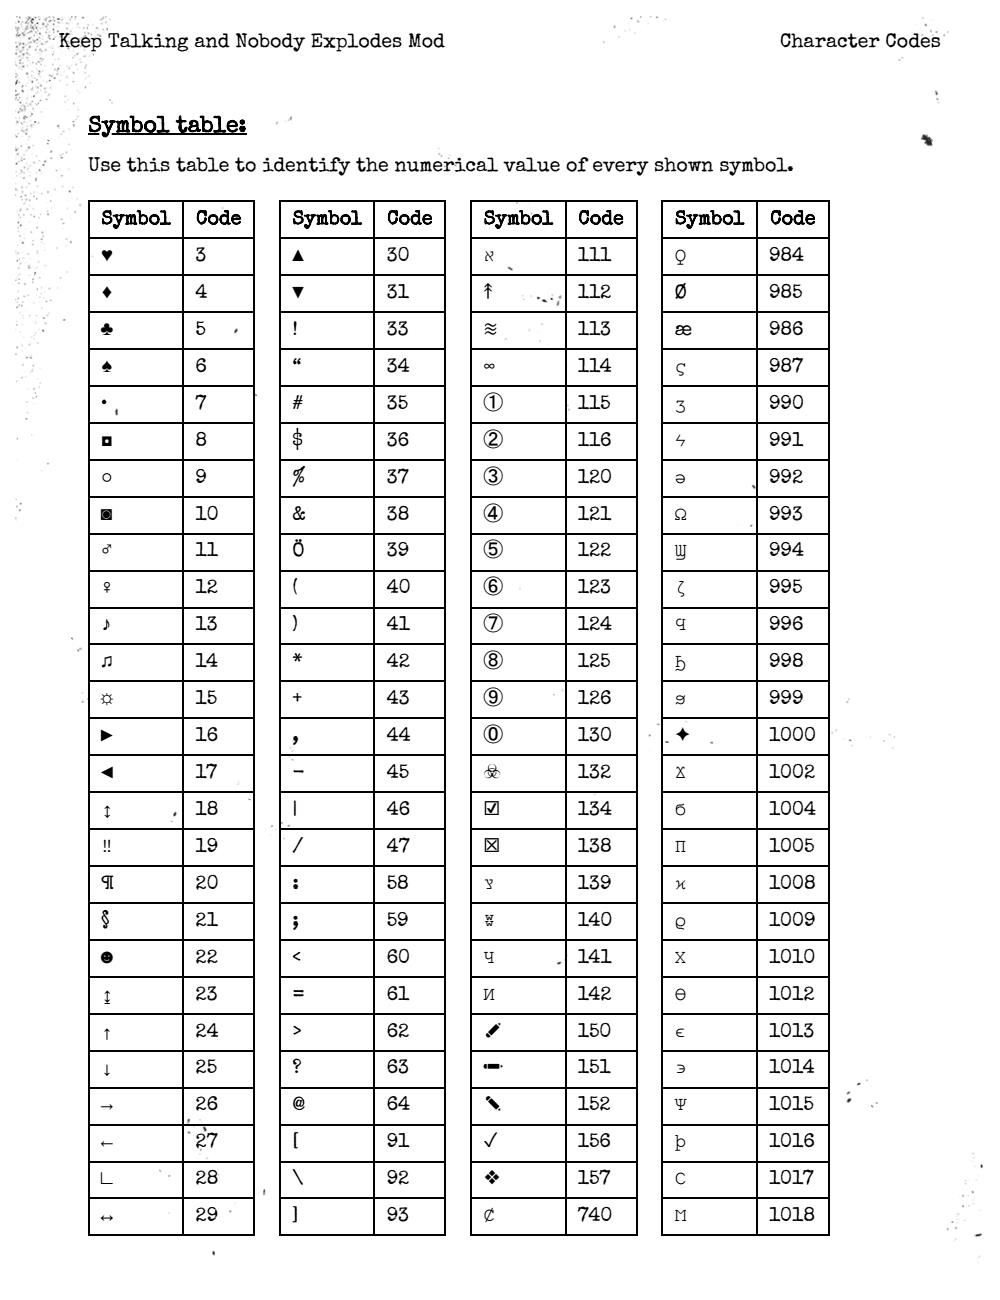 Keep Talking and Nobody Explodes Mod Character Codes
Symbol table:
Use this table to identify the numerical value of every shown symbol.
Symbol Code Symbol Code Symbol Code Symbol Code
♥ 3 ▲ 30 א 111 Ϙ 984
♦ 4 ▼ 31 ↟ 112 Ø 985
♣ 5 ! 33 ≋ 113 æ 986
♠ 6 “ 34 ∞ 114 ς 987
• 7 # 35 ① 115 ʒ 990
◘ 8 $ 36 ② 116 ϟ 991
○ 9 % 37 ③ 120 ə 992
◙ 10 & 38 ④ 121 Ω 993
♂ 11 Ö 39 ⑤ 122 Ϣ 994
♀ 12 ( 40 ⑥ 123 ζ 995
♪ 13 ) 41 ⑦ 124 ϥ 996
♫ 14 * 42 ⑧ 125 Ђ 998
☼ 15 + 43 ⑨ 126 ϧ 999
► 16 , 44 ⓪ 130 ✦ 1000
◄ 17 − 45 ☣ 132 Ϫ 1002
↕ 18 | 46 ☑ 134 б 1004
‼ 19 / 47 ☒ 138 П 1005
¶ 20 : 58 139 ϰ 1008
§ 21 ; 59 140 ϱ 1009
☻ 22 < 60 Ч 141 Χ 1010
↨ 23 = 61 И 142 ϴ 1012
↑ 24 > 62 ✐ 150 ϵ 1013
↓ 25 ? 63 ✏ 151 э 1014
→ 26 @ 64 ✎ 152 Ψ 1015
← 27 [ 91 ✓ 156 þ 1016
∟ 28 \ 92 ❖ 157 Ϲ 1017
↔ 29 ] 93 ₡ 740 Μ 1018